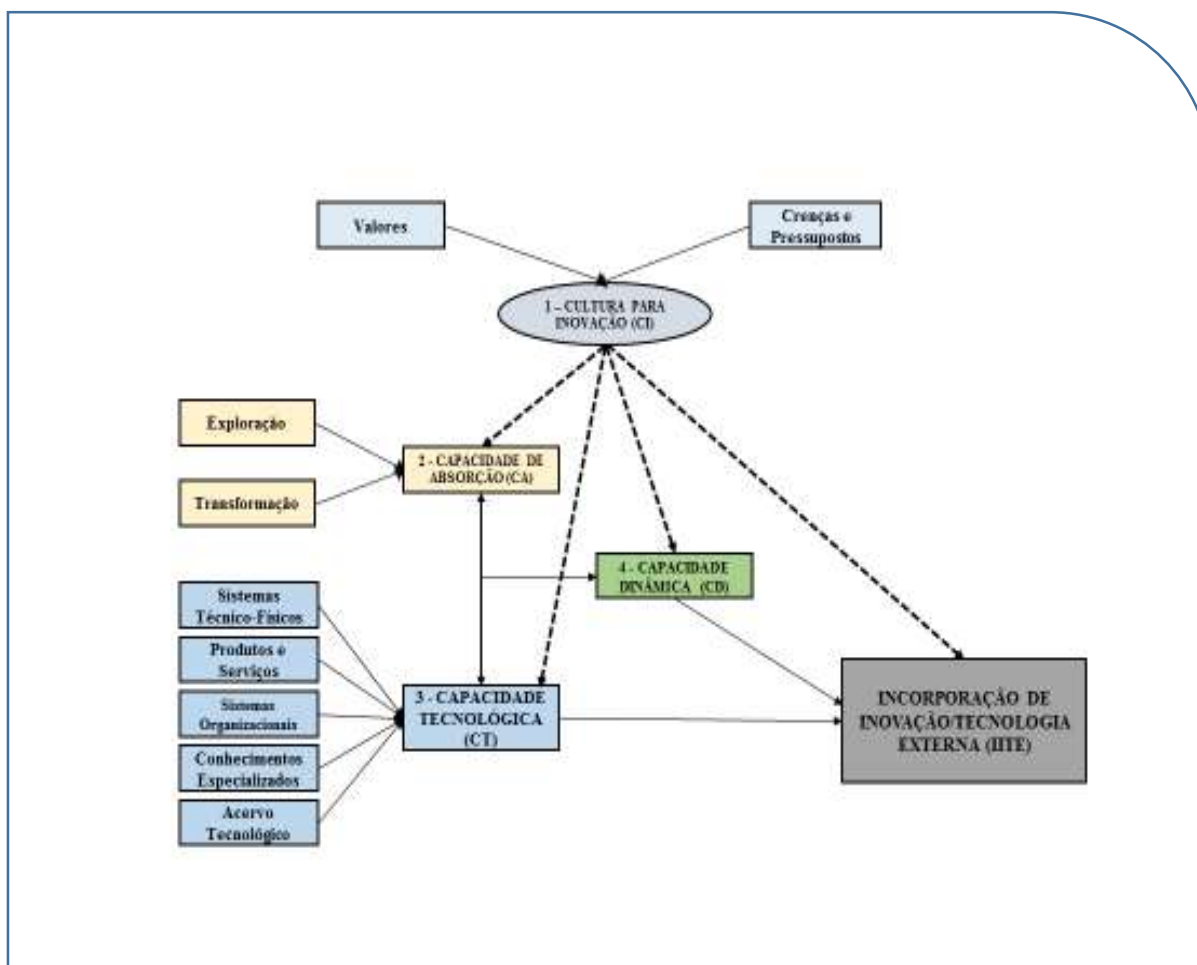 Valores
Crenças e
Pressupostos
1 – CULTURA PARA
INOVAÇÃO (CI)
Exploração
2 - CAPACIDADE DE
ABSORÇÃO (CA)
Transformação
4 - CAPACIDADE
DINÂMICA (CD)
Sistemas
Técnico-Físicos
Produtos e
Serviços
Sistemas
Organizacionais
Conhecimentos
Especializados
Acervo
Tecnológico
3 - CAPACIDADE
TECNOLÓGICA
(CT)
INCORPORAÇÃO DE
INOVAÇÃO/TECNOLOGIA
EXTERNA (IITE)